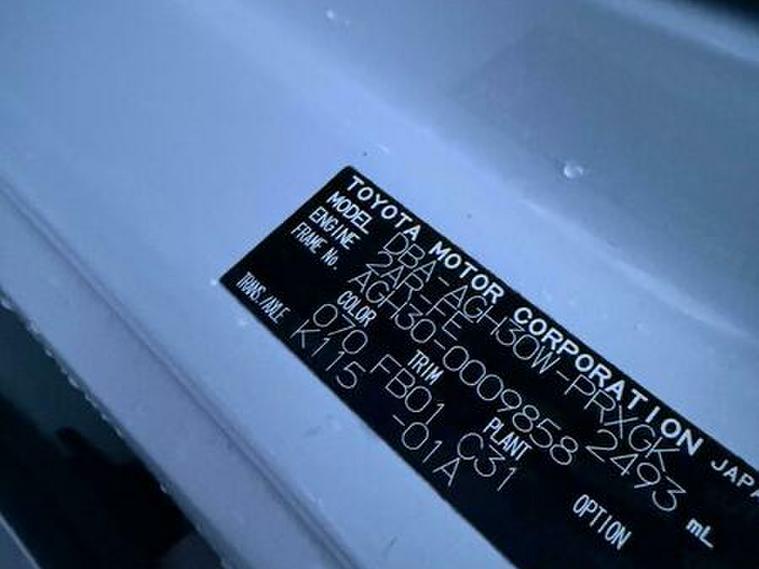 TOYOTA MOTOR CORPORATION JAPA
MODEL DBA-AGH30W-PRXGK
ENGINE 2AR-FE 2493 mL
FRAME No. AGH30-0009858
COLOR TRIM PLANT OPTION
070 FB01 C31
TRANS./AXLE K115 -01A